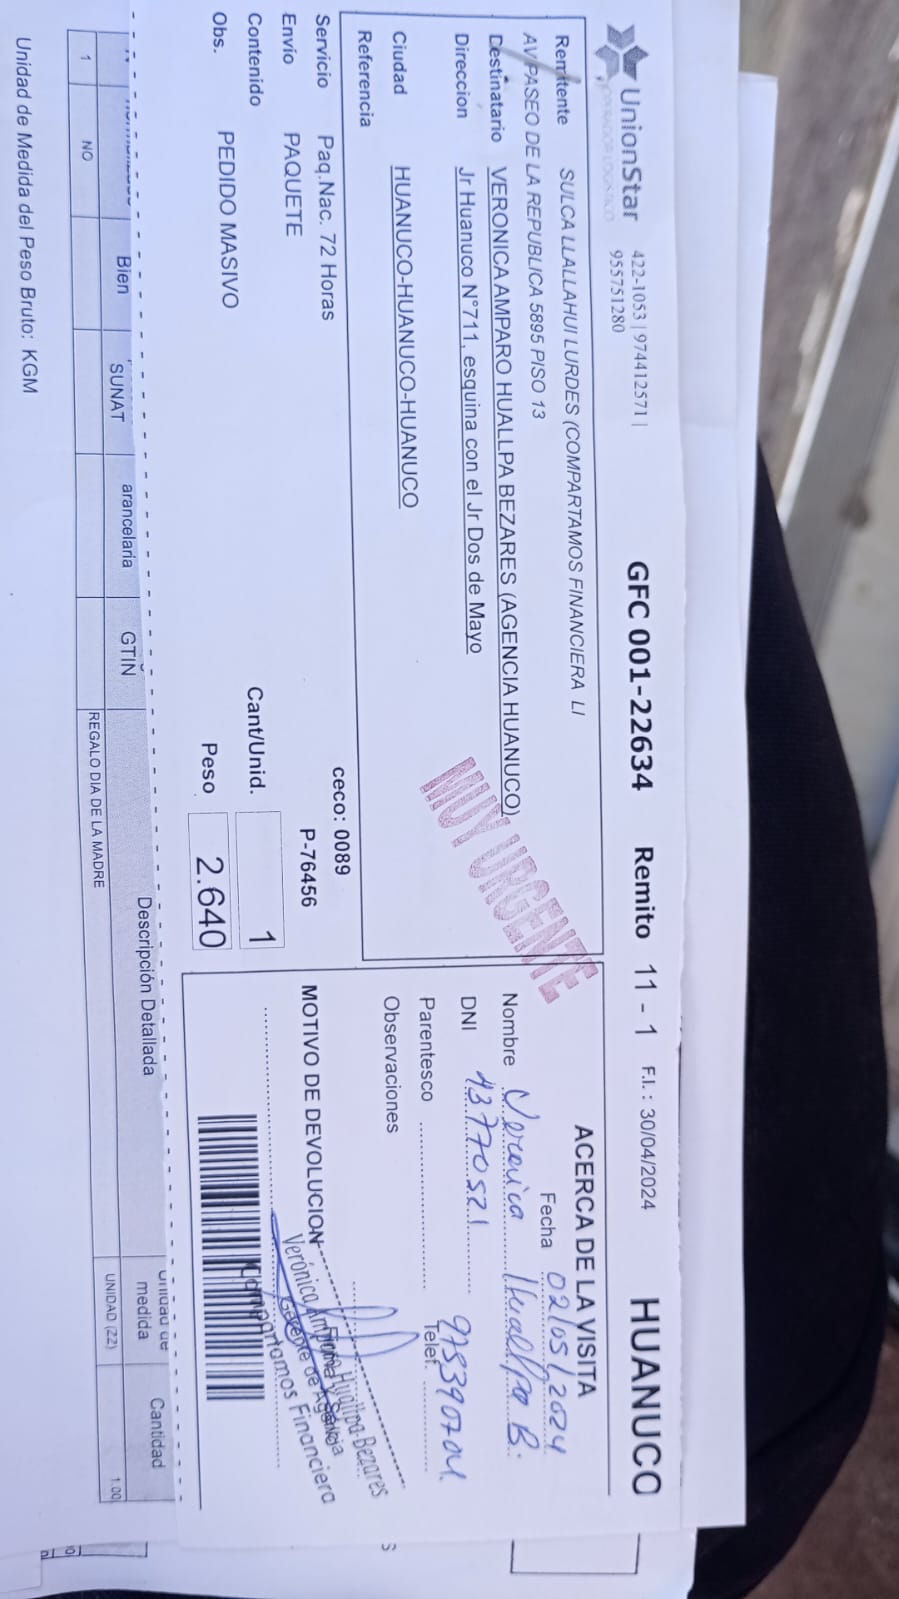 UnionStar
OPERADOR LOGISTICO
422-1053 | 974412571 |
955751280
GFC 001-22634 Remito 11 - 1 F.I. : 30/04/2024 HUANUCO
Remitente SULCA LLALLAHUI LURDES (COMPARTAMOS FINANCIERA LI
AV PASEO DE LA REPUBLICA 5895 PISO 13
Destinatario VERONICA AMPARO HUALLPA BEZARES (AGENCIA HUANUCO)
Direccion Jr Huanuco N°711, esquina con el Jr Dos de Mayo
Ciudad HUANUCO-HUANUCO-HUANUCO
Referencia
MUY URGENTE
Servicio Paq.Nac. 72 Horas ceco: 0089
Envío PAQUETE P-76456
Contenido Cant/Unid. 1
Obs. PEDIDO MASIVO Peso 2.640
ACERCA DE LA VISITA
Fecha 02/05/2024
Nombre Veronica Huallpa B.
DNI 43770521
Parentesco Telef.
Observaciones
MOTIVO DE DEVOLUCION
Verónica Huallpa Bezares
Gerente de Agencia
Compartamos Financiera
Bien
SUNAT
arancelaria
GTIN
Descripción Detallada
Unidad de
medida
Cantidad
1 NO REGALO DIA DE LA MADRE UNIDAD (ZZ) 1.00
Unidad de Medida del Peso Bruto: KGM